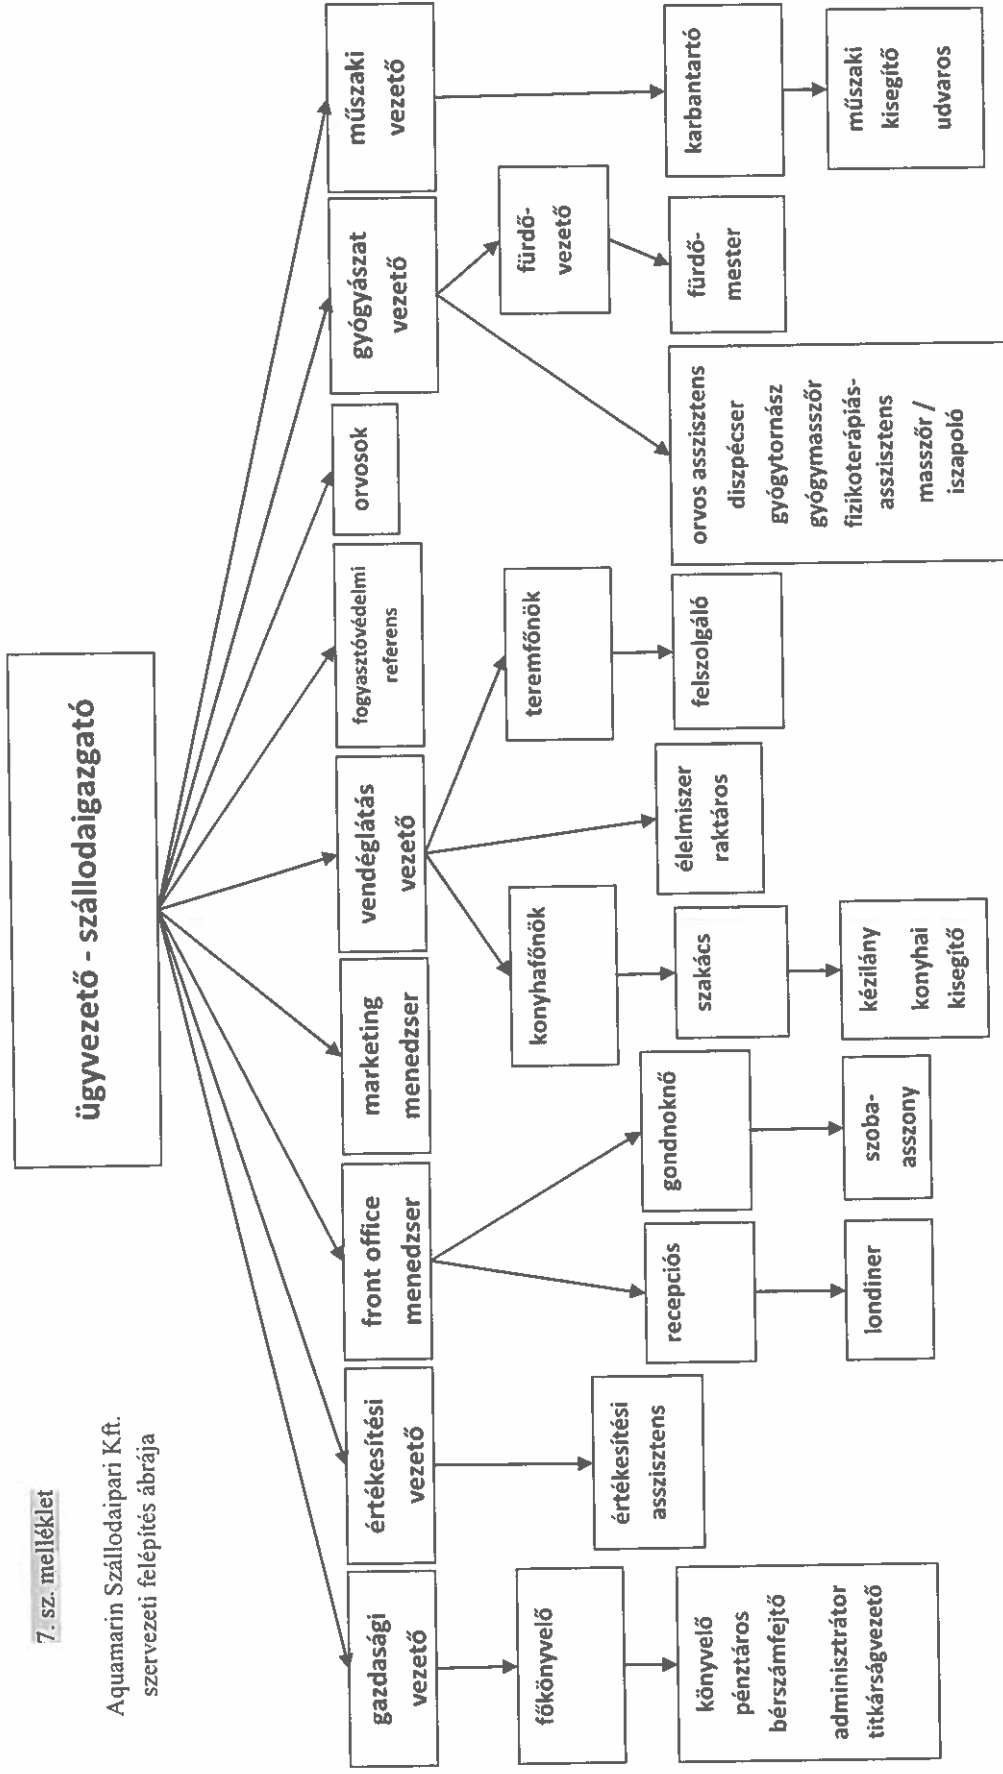 7. sz. melléklet
Aquamarin Szállodaipari Kft.
szervezeti felépítés ábrája
ügyvezető - szállodaigazgató
gazdasági
vezető
értékesítési
vezető
front office
menedzser
marketing
menedzser
vendéglátás
vezető
fogyasztóvédelmi
referens
orvosok
gyógyászat
vezető
műszaki
vezető
főkönyvelő
könyvelő
pénztáros
bérszámfejtő
adminisztrátor
titkárságvezető
értékesítési
asszisztens
recepciós
londiner
gondnoknő
szoba-
asszony
konyhafőnök
szakács
kézilány
konyhai
kisegítő
élelmiszer
raktáros
teremfőnök
felszolgáló
orvos asszisztens
diszpécser
gyógytornász
gyógymasszőr
fizikoterápiás-
asszisztens
masszőr /
iszapoló
fürdő-
vezető
fürdő-
mester
karbantartó
műszaki
kisegítő
udvaros